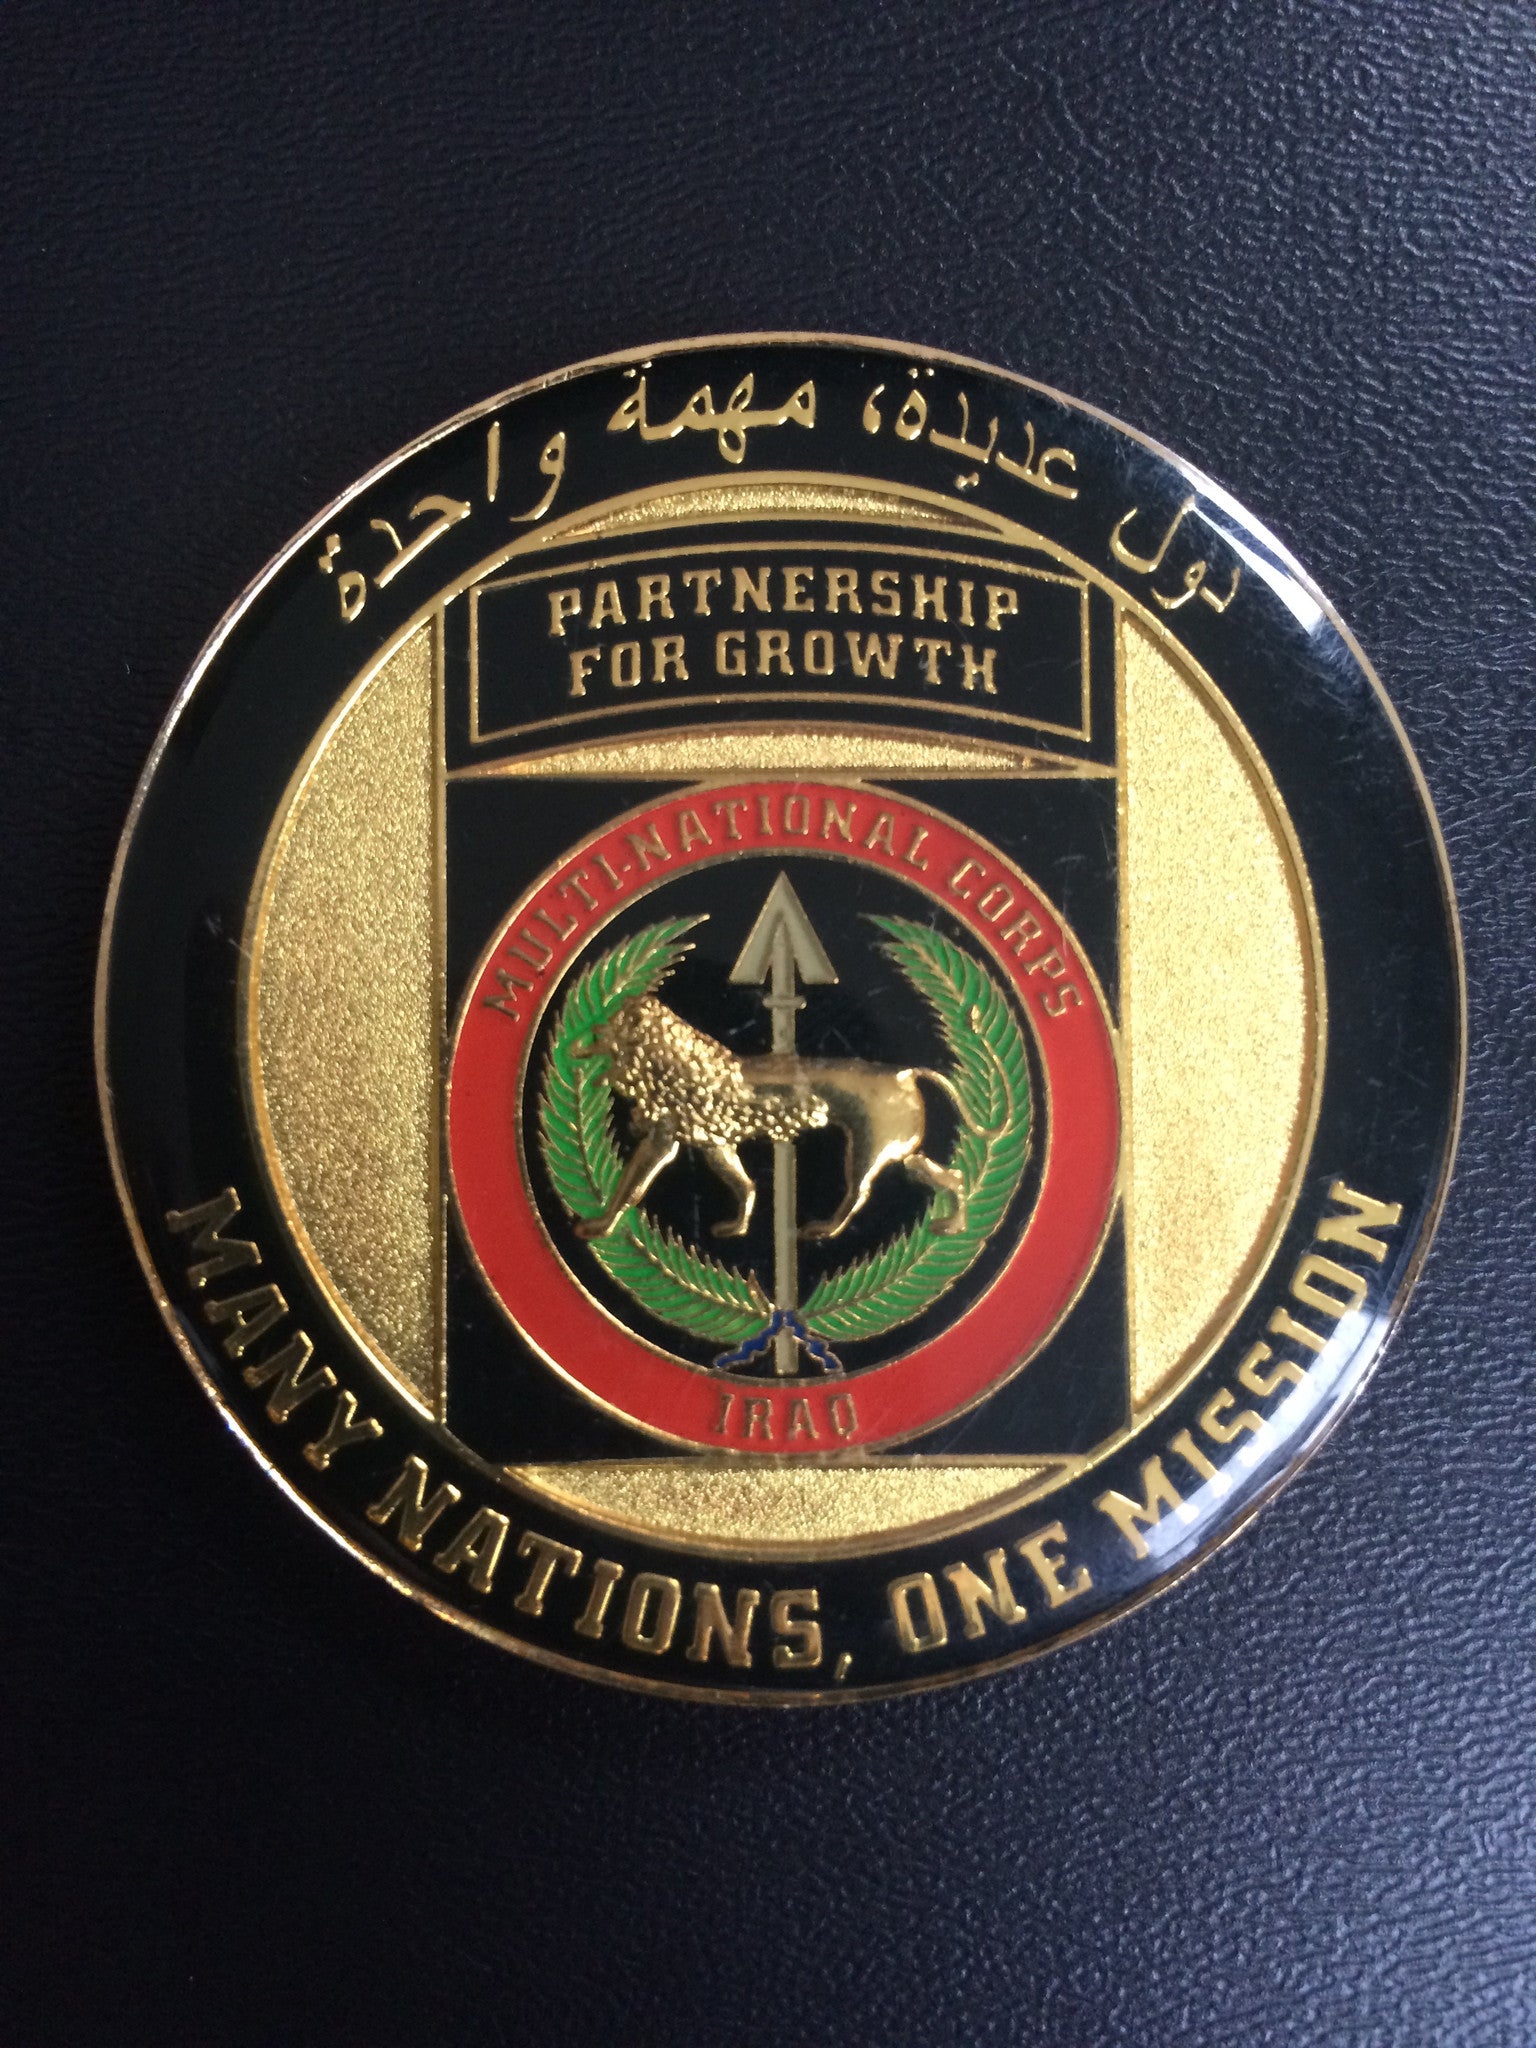 دول عديدة، مهمة واحدة
PARTNERSHIP
FOR GROWTH
MULTI-NATIONAL CORPS
IRAQ
MANY NATIONS, ONE MISSION